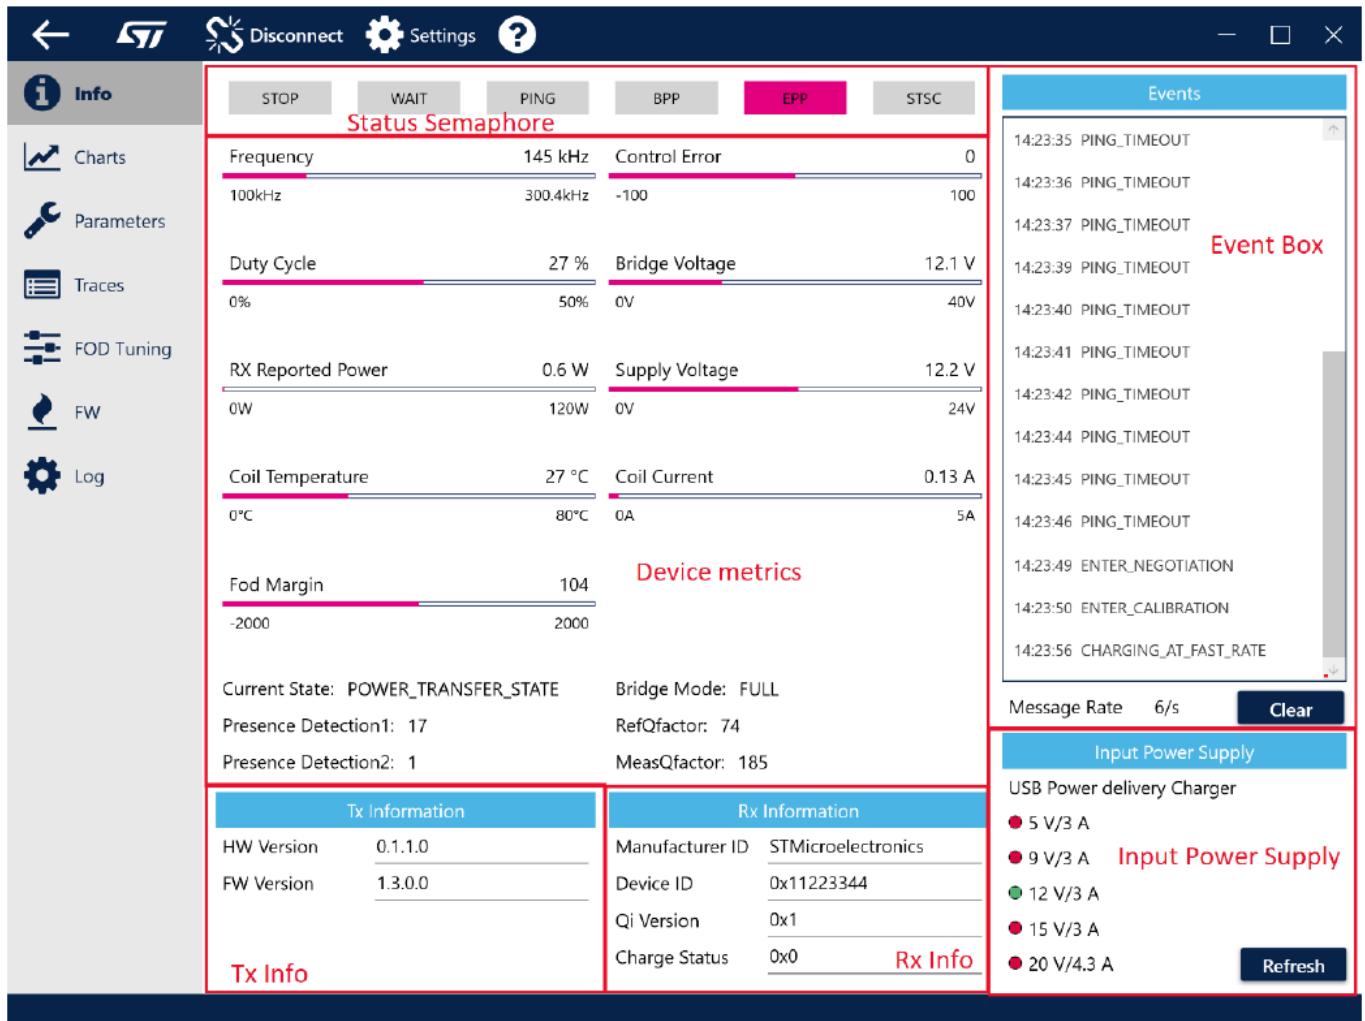 ST Disconnect Settings ?
Info
Charts
Parameters
Traces
FOD Tuning
FW
Log
STOP WAIT PING BPP EPP STSC
Status Semaphore
Frequency 145 kHz
100kHz 300.4kHz
Control Error 0
-100 100
Duty Cycle 27 %
0% 50%
Bridge Voltage 12.1 V
0V 40V
RX Reported Power 0.6 W
0W 120W
Supply Voltage 12.2 V
0V 24V
Coil Temperature 27 °C
0°C 80°C
Coil Current 0.13 A
0A 5A
Device metrics
Fod Margin 104
-2000 2000
Current State: POWER_TRANSFER_STATE
Bridge Mode: FULL
Presence Detection1: 17
RefQfactor: 74
Presence Detection2: 1
MeasQfactor: 185
Tx Information
HW Version 0.1.1.0
FW Version 1.3.0.0
Tx Info
Rx Information
Manufacturer ID STMicroelectronics
Device ID 0x11223344
Qi Version 0x1
Charge Status 0x0
Rx Info
Events
14:23:35 PING_TIMEOUT
14:23:36 PING_TIMEOUT
14:23:37 PING_TIMEOUT
Event Box
14:23:39 PING_TIMEOUT
14:23:40 PING_TIMEOUT
14:23:41 PING_TIMEOUT
14:23:42 PING_TIMEOUT
14:23:44 PING_TIMEOUT
14:23:45 PING_TIMEOUT
14:23:46 PING_TIMEOUT
14:23:49 ENTER_NEGOTIATION
14:23:50 ENTER_CALIBRATION
14:23:56 CHARGING_AT_FAST_RATE
Message Rate 6/s Clear
Input Power Supply
USB Power delivery Charger
5 V/3 A
9 V/3 A
Input Power Supply
12 V/3 A
15 V/3 A
20 V/4.3 A
Refresh